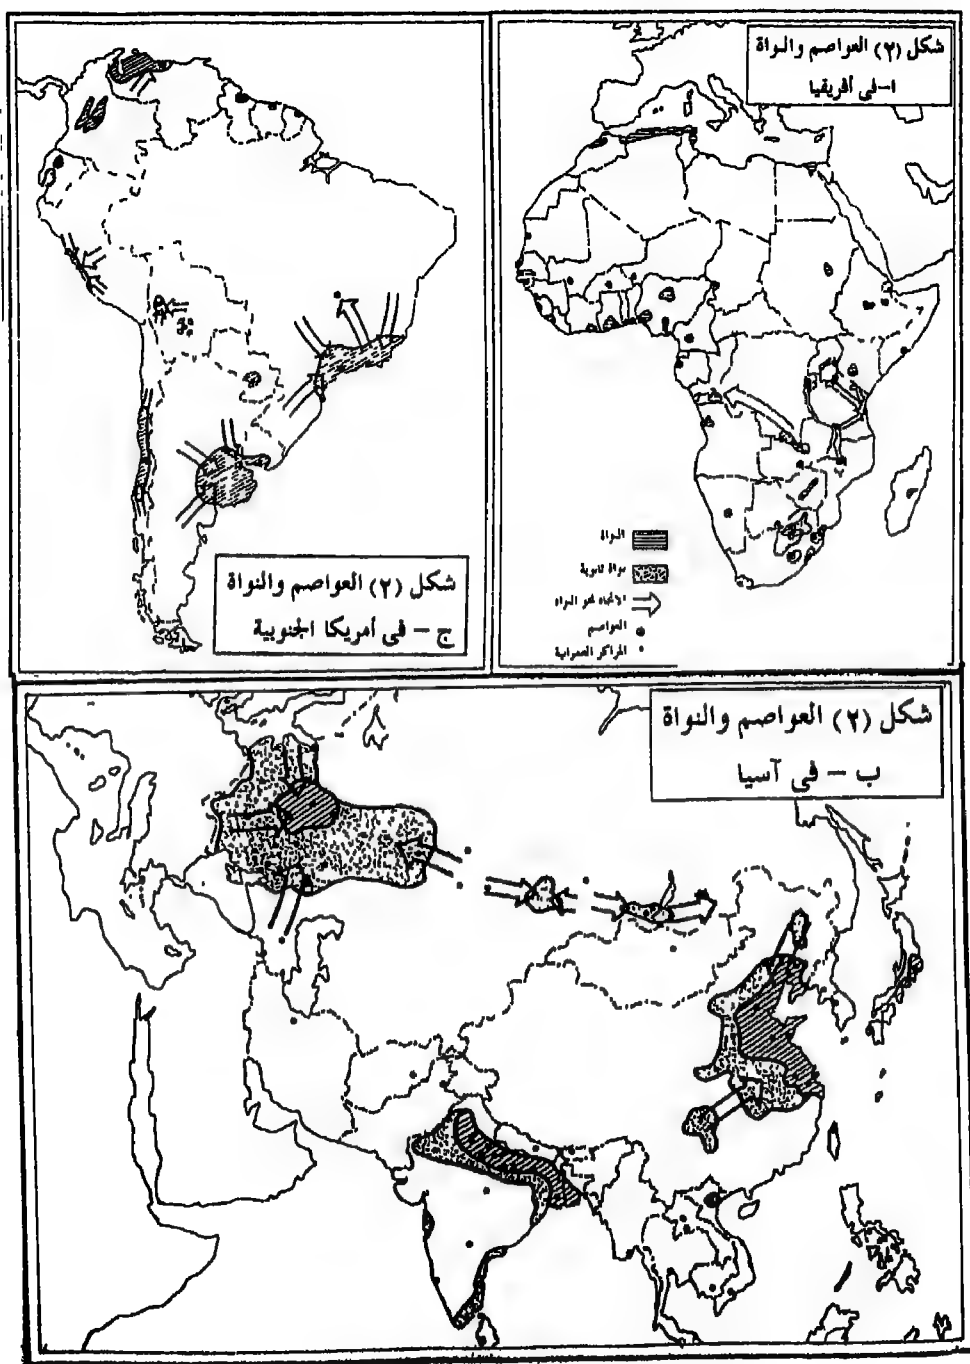 شكل (٢) العواصم والنواة
ا- فى أفريقيا
النواة
نواة ثانوية
الاتجاه نحو النواة
العواصم
المراكز العمرانية
شكل (٢) العواصم والنواة
ج - فى أمريكا الجنوبية
شكل (٢) العواصم والنواة
ب - فى آسيا